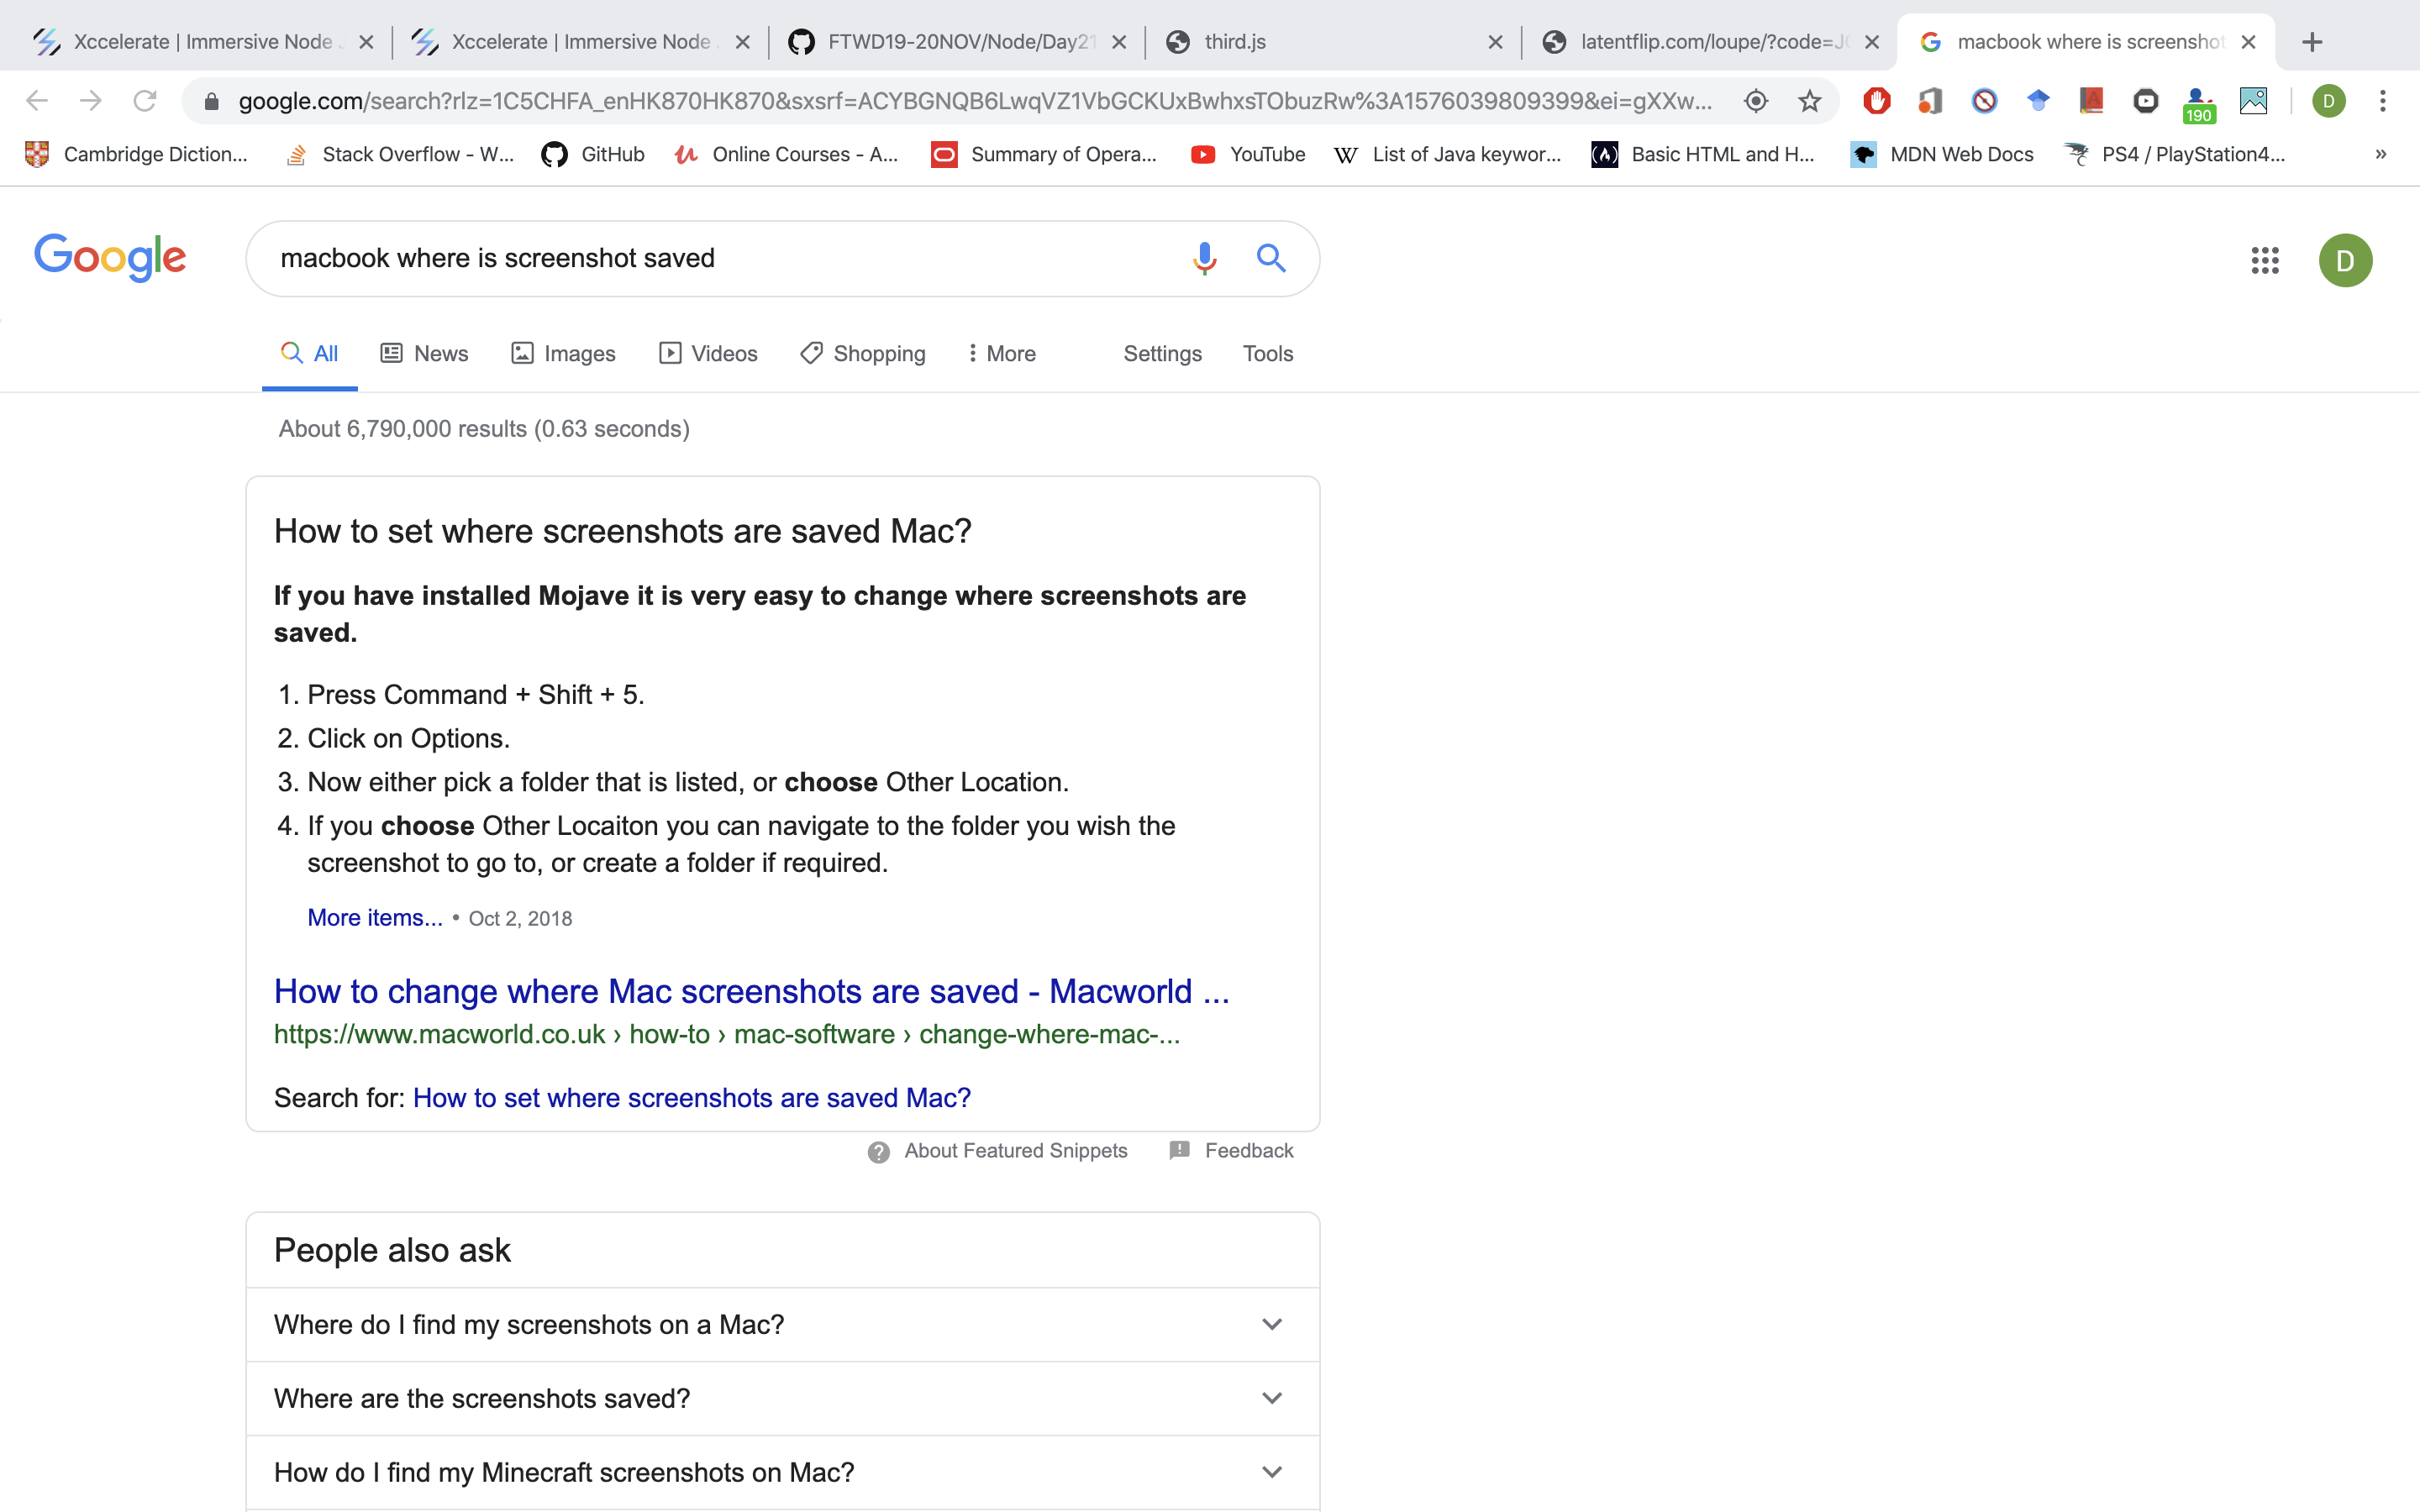 Xccelerate | Immersive Node J
Xccelerate | Immersive Node
FTWD19-20NOV/Node/Day21
third.js
latentflip.com/loupe/?code=J
macbook where is screenshot
google.com/search?rlz=1C5CHFA_enHK870HK870&sxsrf=ACYBGNQB6LwqVZ1VbGCKUxBwhxsTObuzRw%3A1576039809399&ei=gXXw...
190
D
Cambridge Diction...
Stack Overflow - W...
GitHub
Online Courses - A...
Summary of Opera...
YouTube
W List of Java keywor...
Basic HTML and H...
MDN Web Docs
PS4 / PlayStation4...
»
Google
macbook where is screenshot saved
D
All
News
Images
Videos
Shopping
More
Settings
Tools
About 6,790,000 results (0.63 seconds)
How to set where screenshots are saved Mac?
If you have installed Mojave it is very easy to change where screenshots are
saved.
1. Press Command + Shift + 5.
2. Click on Options.
3. Now either pick a folder that is listed, or choose Other Location.
4. If you choose Other Locaiton you can navigate to the folder you wish the
screenshot to go to, or create a folder if required.
More items... • Oct 2, 2018
How to change where Mac screenshots are saved - Macworld ...
https://www.macworld.co.uk › how-to › mac-software › change-where-mac-...
Search for: How to set where screenshots are saved Mac?
About Featured Snippets
Feedback
People also ask
Where do I find my screenshots on a Mac?
Where are the screenshots saved?
How do I find my Minecraft screenshots on Mac?